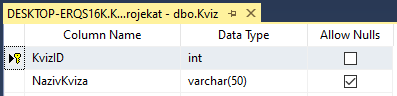 DESKTOP-ERQS16K.K...rojekat - dbo.Kviz
Column Name Data Type Allow Nulls
KvizID int
NazivKviza varchar(50)